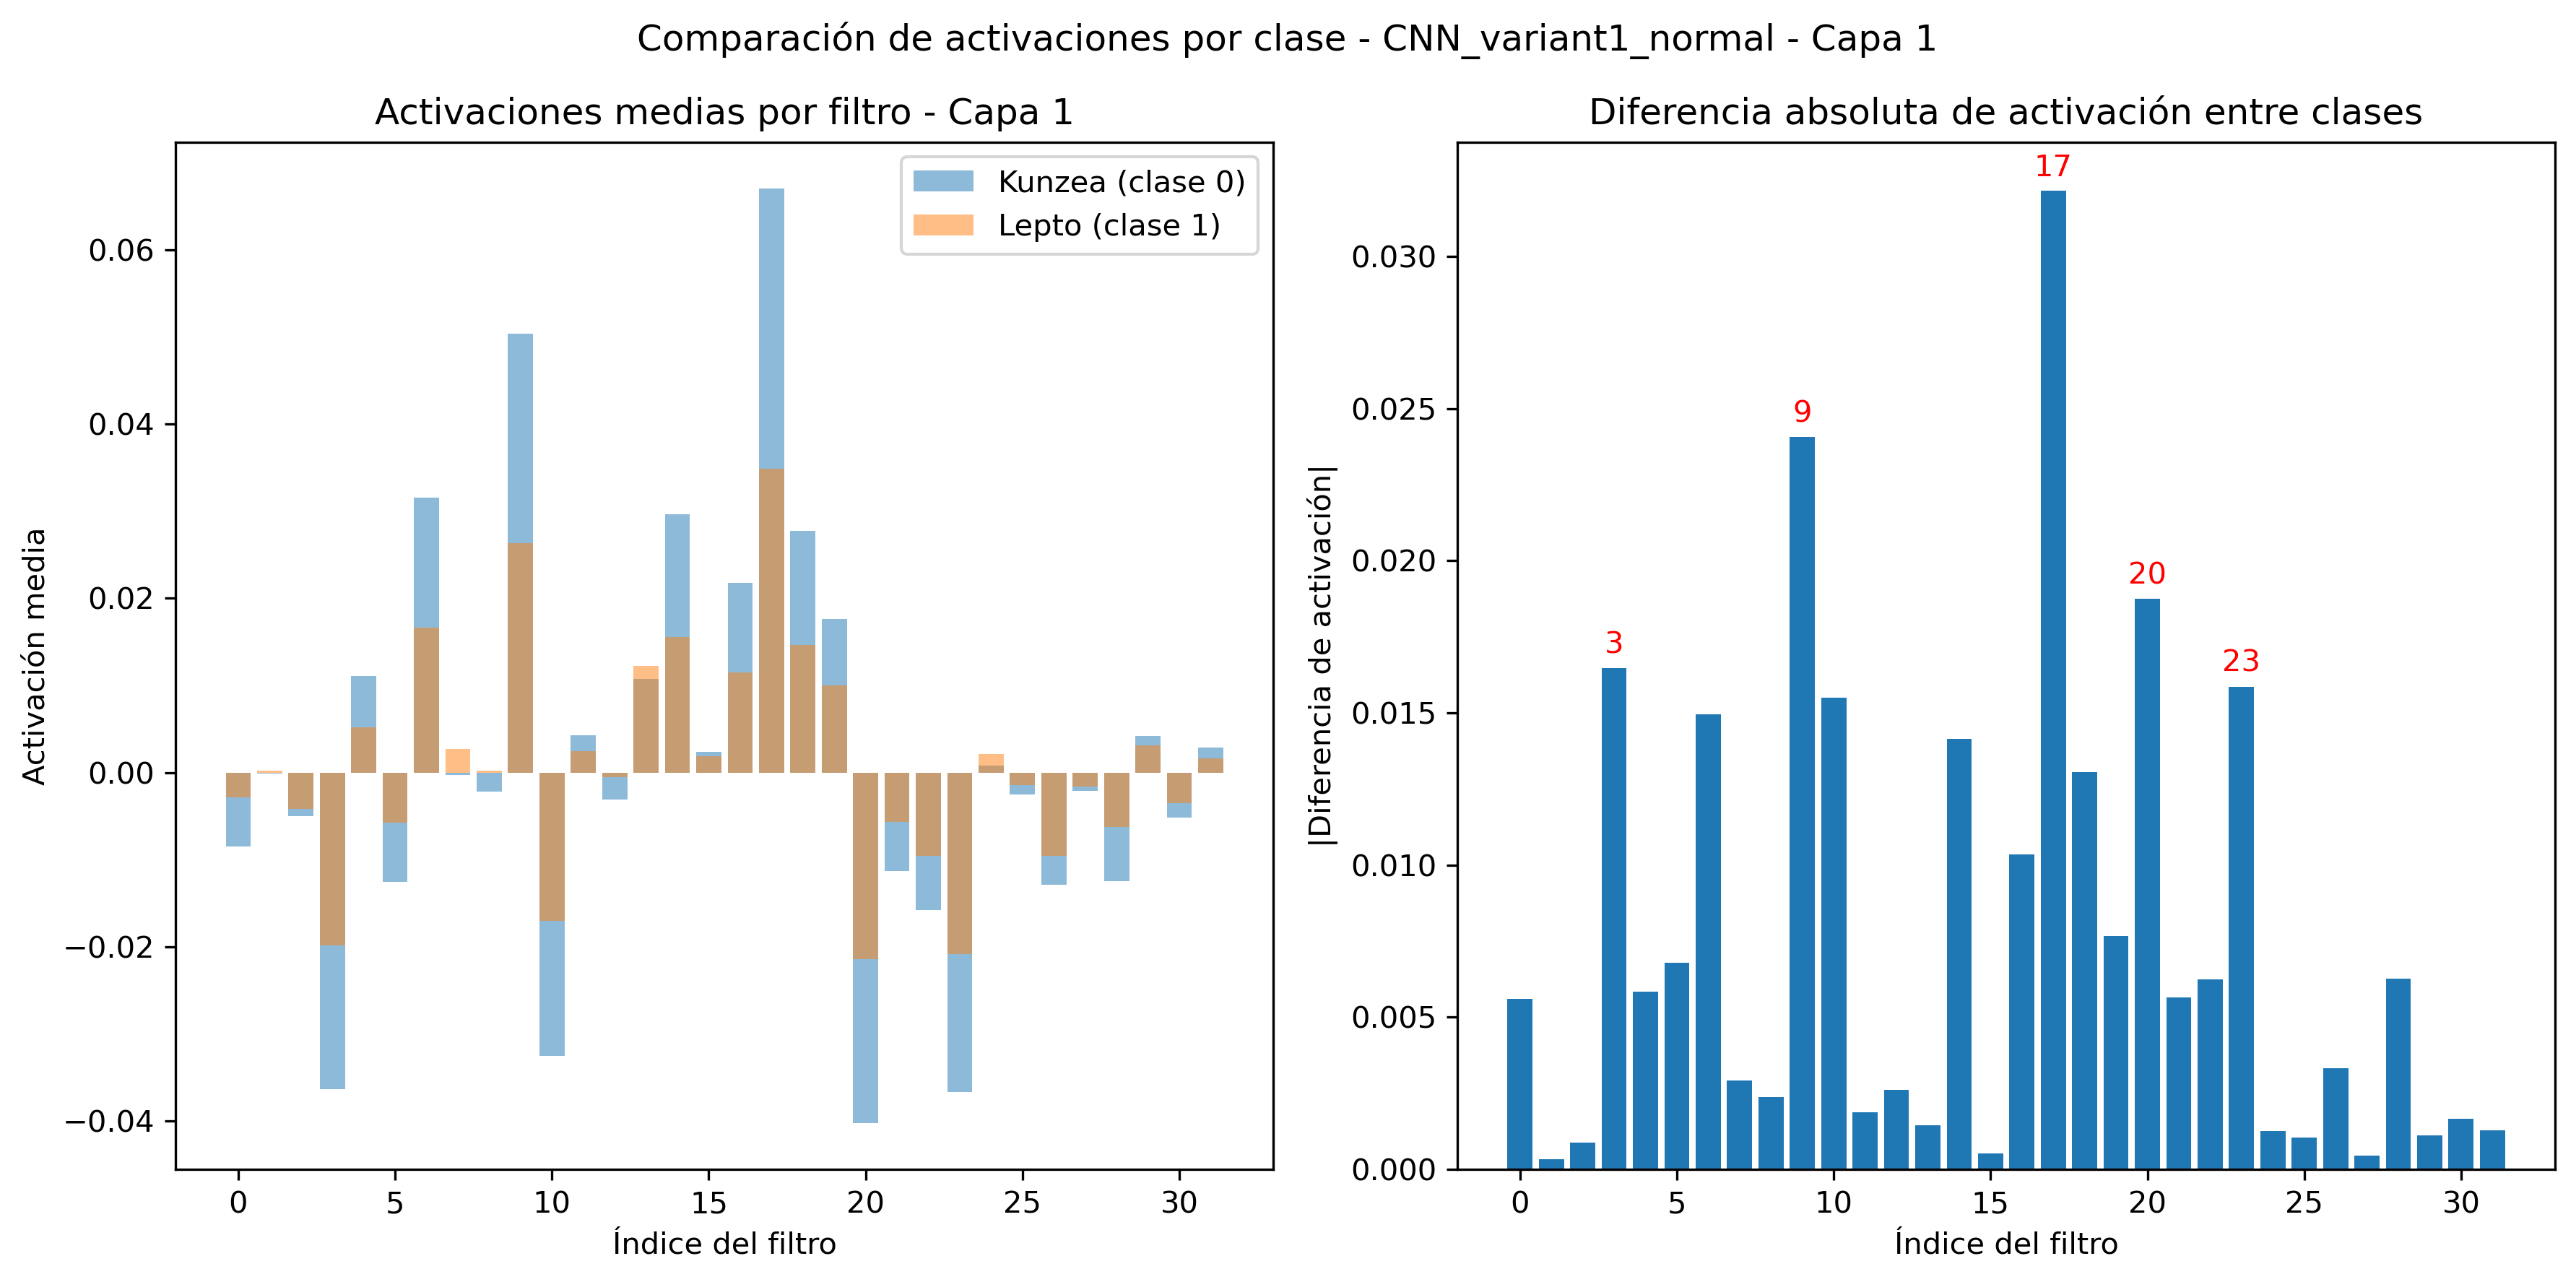 Comparación de activaciones por clase - CNN_variant1_normal - Capa 1
Activaciones medias por filtro - Capa 1
Kunzea (clase 0)
Lepto (clase 1)
Activación media
0.06
0.04
0.02
0.00
−0.02
−0.04
0 5 10 15 20 25 30
Índice del filtro
Diferencia absoluta de activación entre clases
|Diferencia de activación|
0.030
0.025
0.020
0.015
0.010
0.005
0.000
17
9
20
3
23
0 5 10 15 20 25 30
Índice del filtro